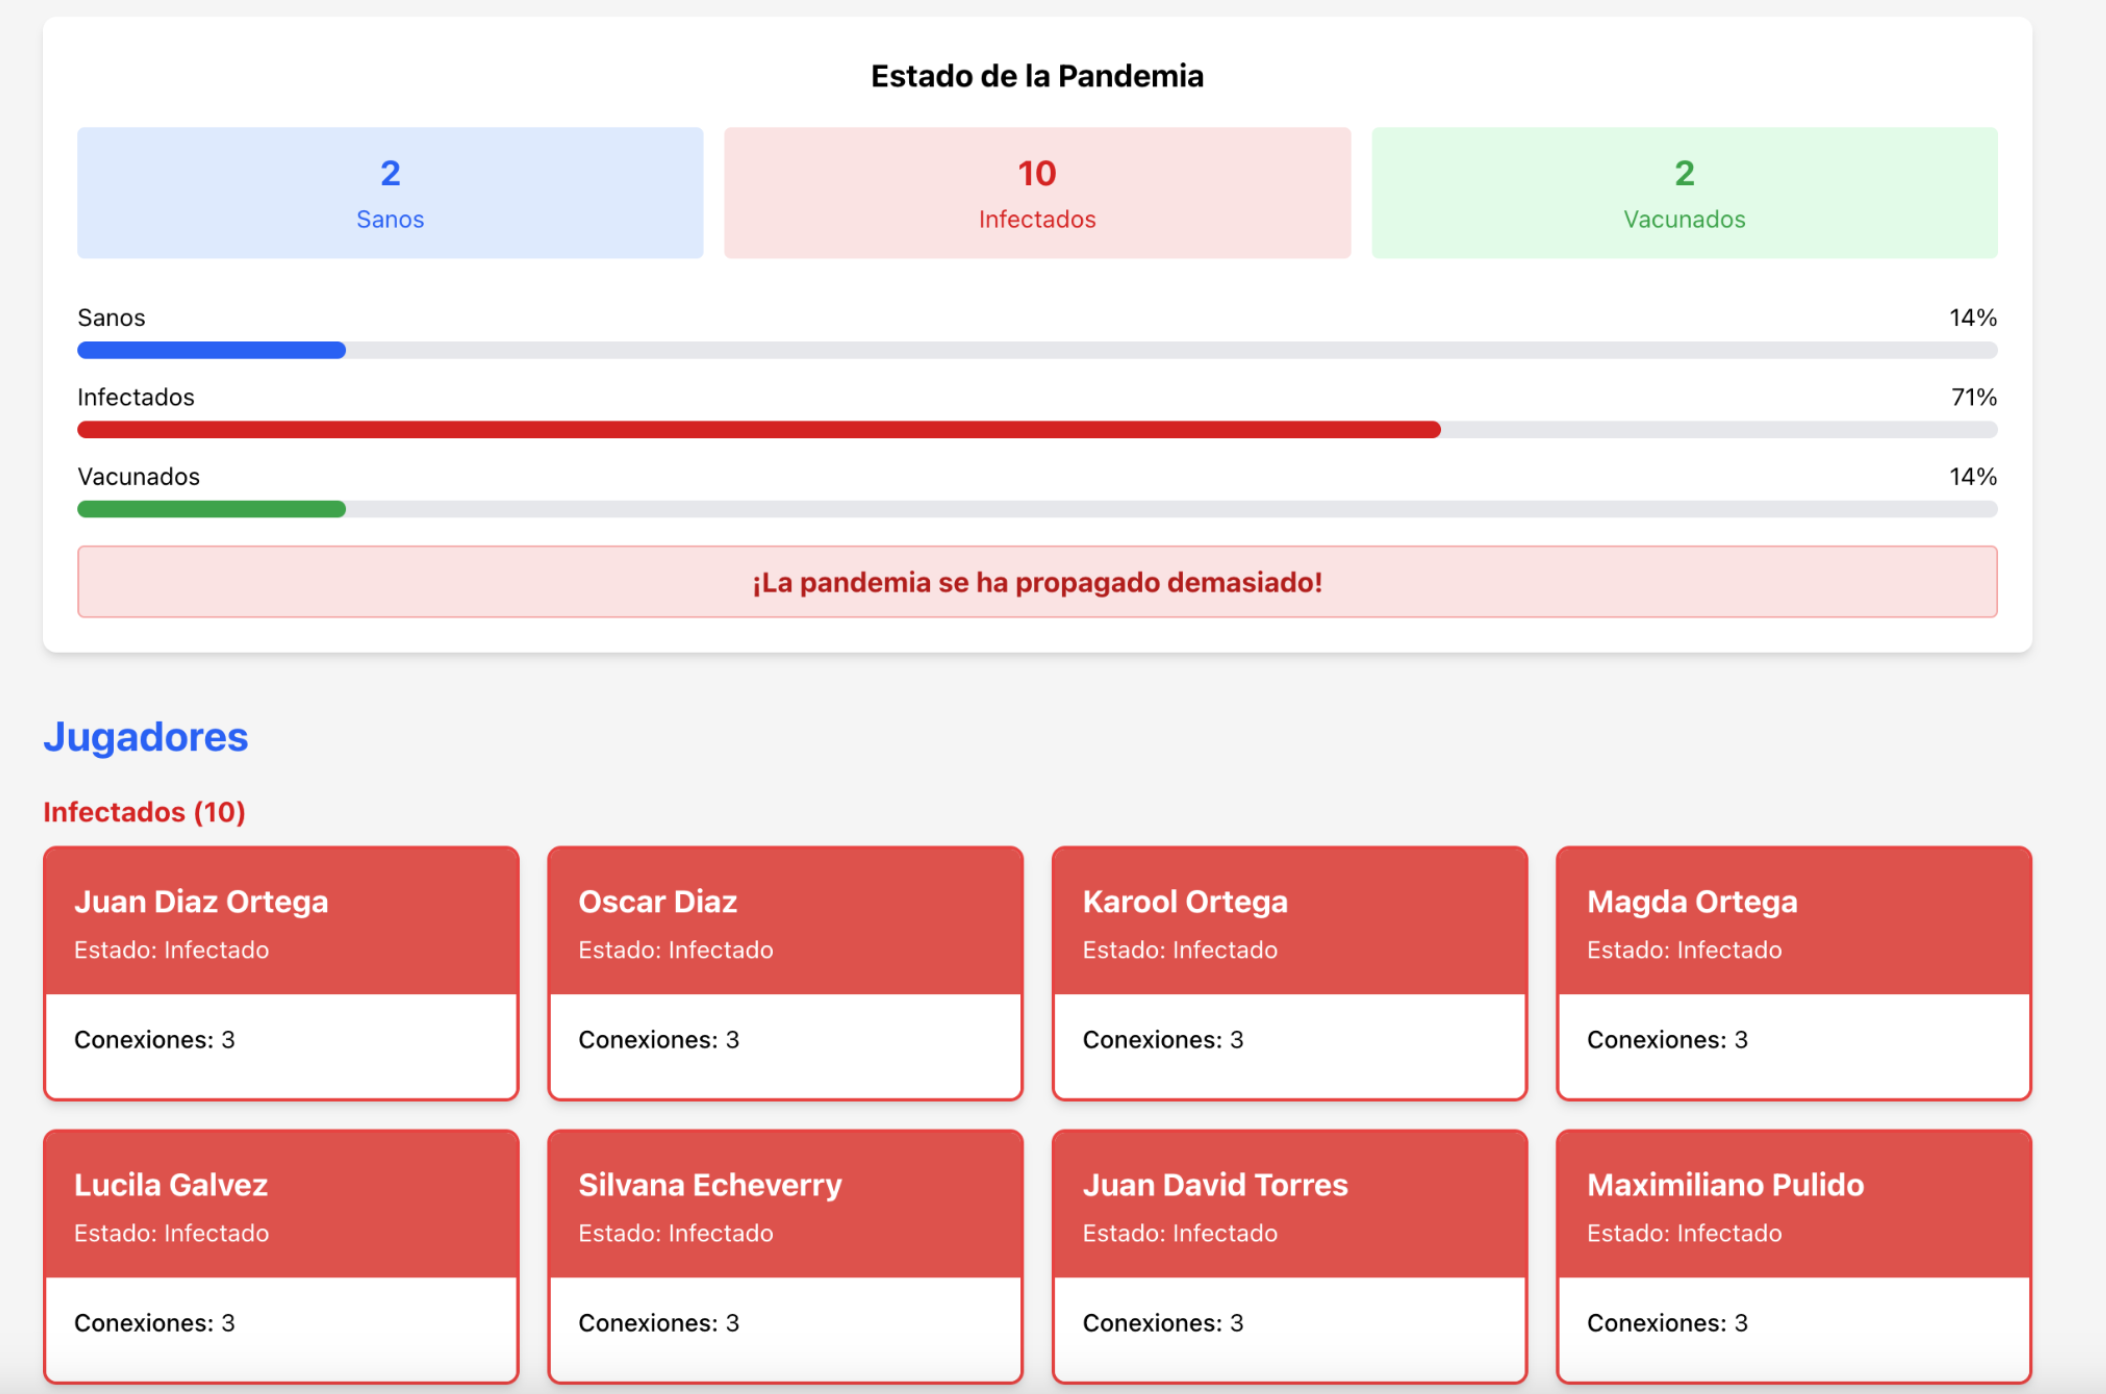 Estado de la Pandemia
2
Sanos
10
Infectados
2
Vacunados
Sanos 14%
Infectados 71%
Vacunados 14%
¡La pandemia se ha propagado demasiado!
Jugadores
Infectados (10)
Juan Diaz Ortega
Estado: Infectado
Conexiones: 3
Oscar Diaz
Estado: Infectado
Conexiones: 3
Karool Ortega
Estado: Infectado
Conexiones: 3
Magda Ortega
Estado: Infectado
Conexiones: 3
Lucila Galvez
Estado: Infectado
Conexiones: 3
Silvana Echeverry
Estado: Infectado
Conexiones: 3
Juan David Torres
Estado: Infectado
Conexiones: 3
Maximiliano Pulido
Estado: Infectado
Conexiones: 3